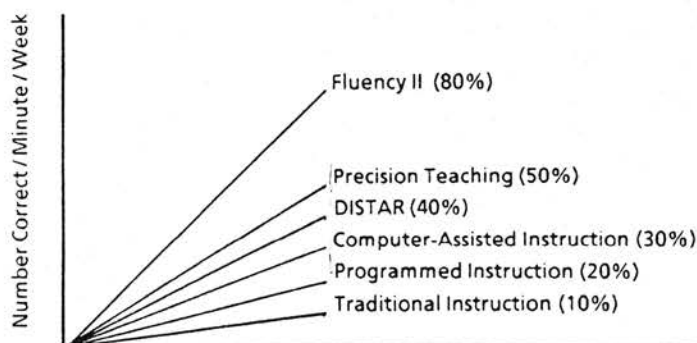 Number Correct / Minute / Week
Fluency II (80%)
Precision Teaching (50%)
DISTAR (40%)
Computer-Assisted Instruction (30%)
Programmed Instruction (20%)
Traditional Instruction (10%)